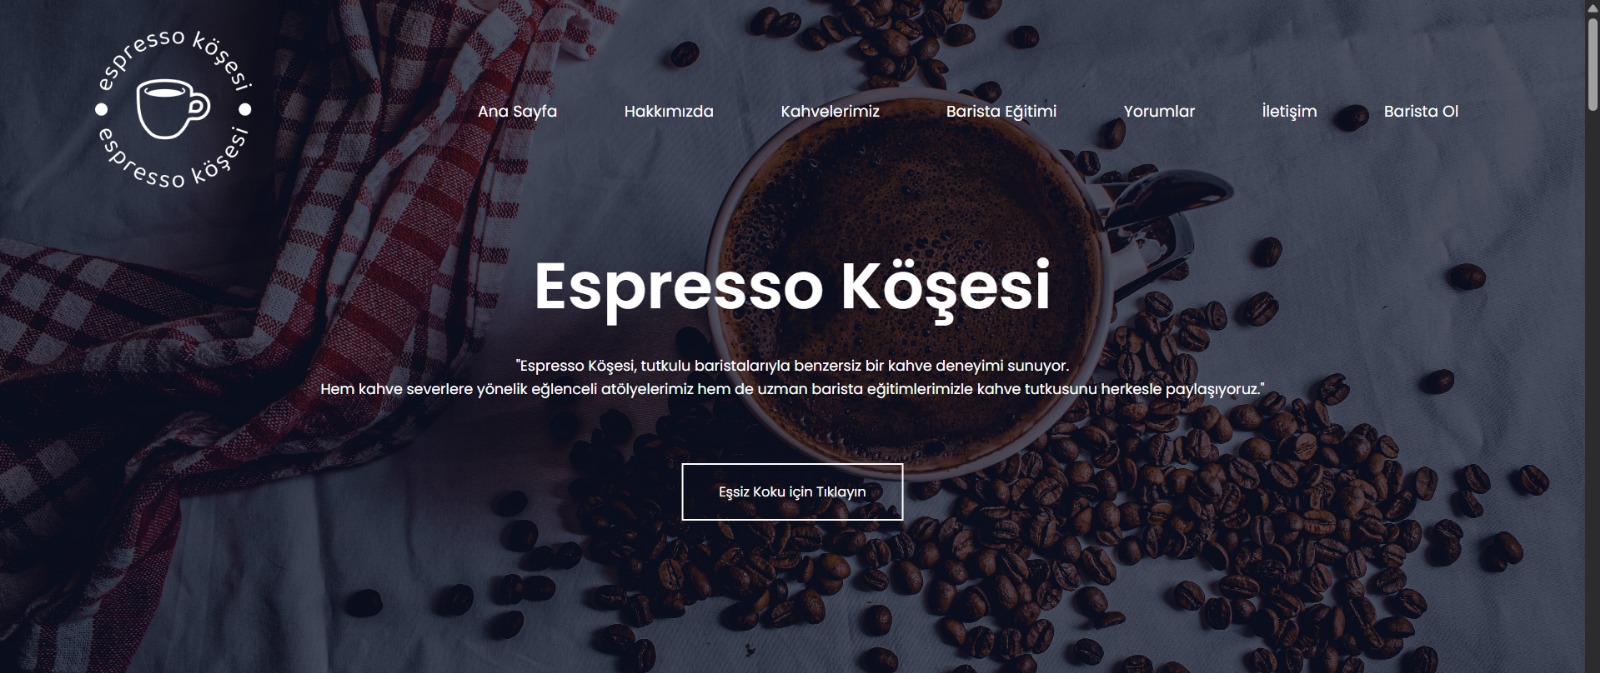 espresso köşesi
espresso köşesi
Ana Sayfa Hakkımızda Kahvelerimiz Barista Eğitimi Yorumlar İletişim Barista Ol
Espresso Köşesi
"Espresso Köşesi, tutkulu baristalarıyla benzersiz bir kahve deneyimi sunuyor.
Hem kahve severlere yönelik eğlenceli atölyelerimiz hem de uzman barista eğitimlerimizle kahve tutkusunu herkesle paylaşıyoruz."
Eşsiz Koku için Tıklayın